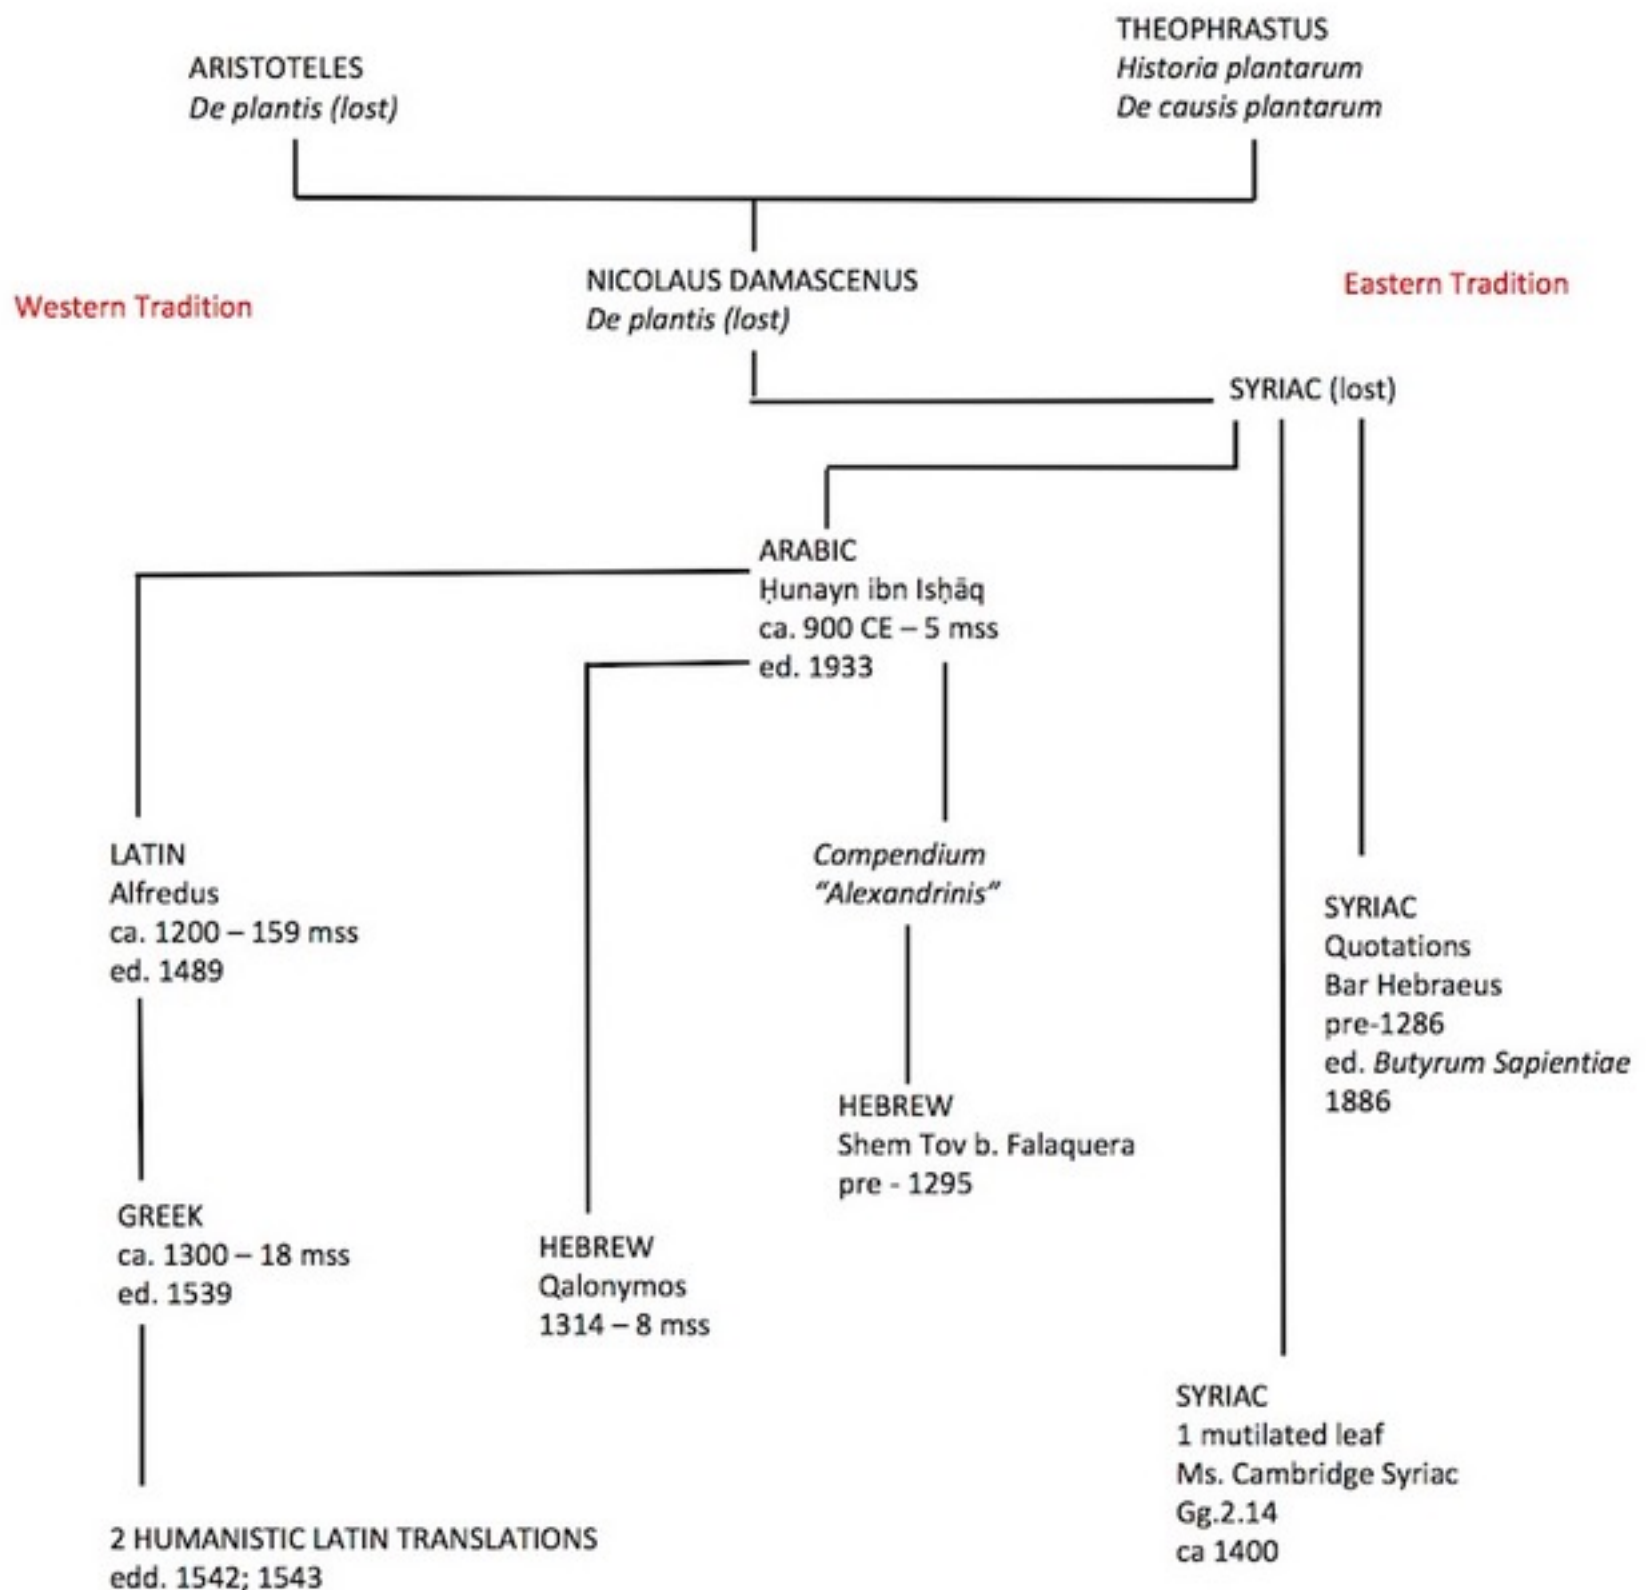 ARISTOTELES
De plantis (lost)
THEOPHRASTUS
Historia plantarum
De causis plantarum
Western Tradition
NICOLAUS DAMASCENUS
De plantis (lost)
Eastern Tradition
SYRIAC (lost)
ARABIC
Ḥunayn ibn Isḥāq
ca. 900 CE – 5 mss
ed. 1933
LATIN
Alfredus
ca. 1200 – 159 mss
ed. 1489
Compendium
“Alexandrinis”
SYRIAC
Quotations
Bar Hebraeus
pre-1286
ed. Butyrum Sapientiae
1886
HEBREW
Shem Tov b. Falaquera
pre - 1295
GREEK
ca. 1300 – 18 mss
ed. 1539
HEBREW
Qalonymos
1314 – 8 mss
SYRIAC
1 mutilated leaf
Ms. Cambridge Syriac
Gg.2.14
ca 1400
2 HUMANISTIC LATIN TRANSLATIONS
edd. 1542; 1543